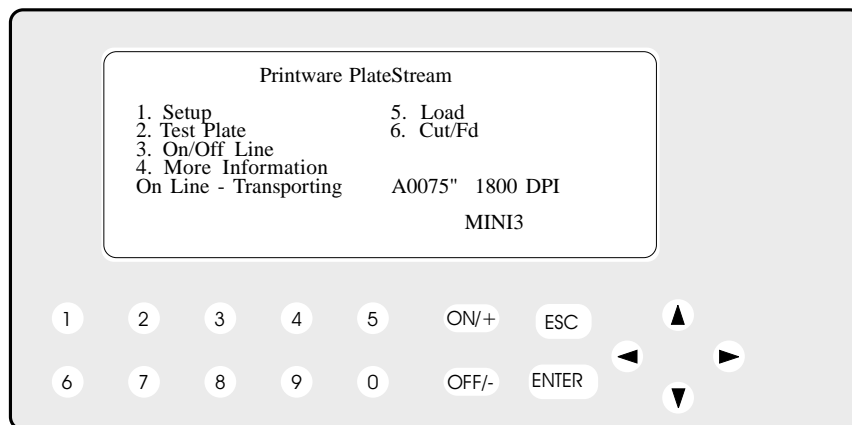 Printware PlateStream
1. Setup 5. Load
2. Test Plate 6. Cut/Fd
3. On/Off Line
4. More Information
On Line - Transporting A0075" 1800 DPI
MINI3
1 2 3 4 5 ON/+ ESC
6 7 8 9 0 OFF/- ENTER